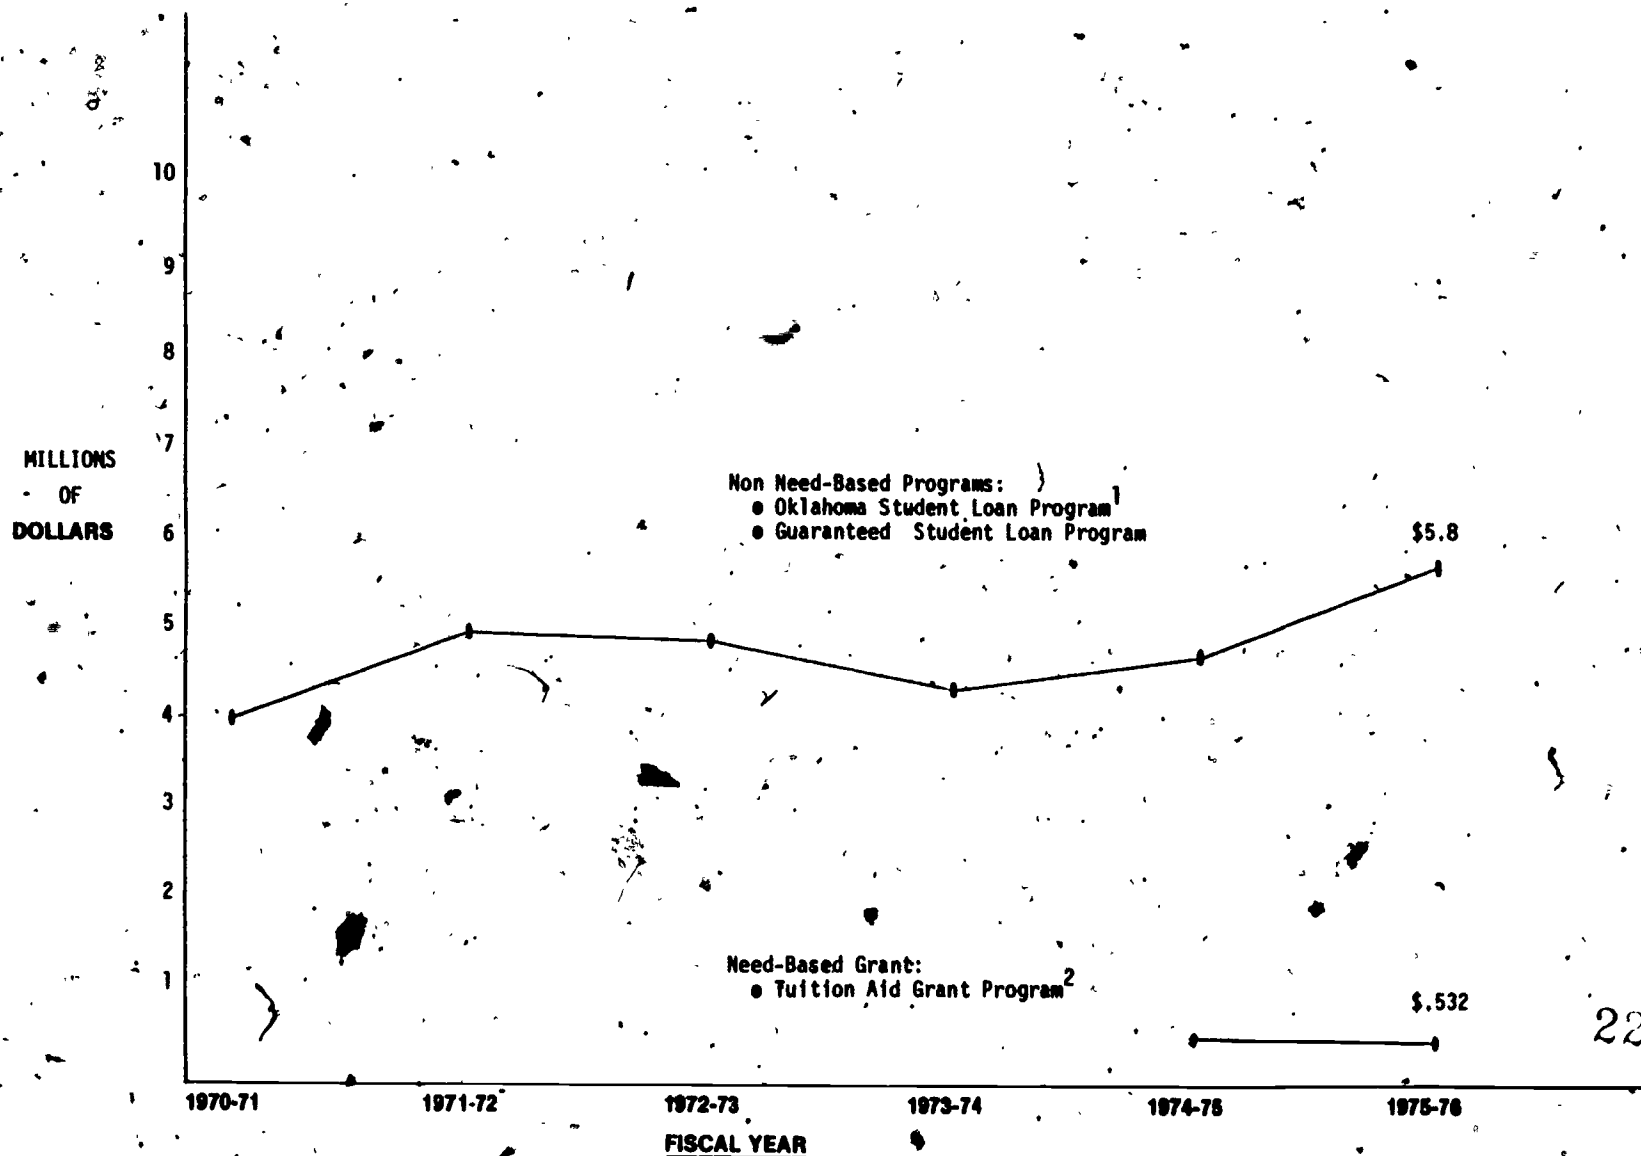 10
9
8
7
MILLIONS
OF
DOLLARS
6
5
4
3
2
1
Non Need-Based Programs:
● Oklahoma Student Loan Program1
● Guaranteed Student Loan Program
$5.8
Need-Based Grant:
● Tuition Aid Grant Program2
$.532
22
1970-71 1971-72 1972-73 1973-74 1974-75 1975-76
FISCAL YEAR